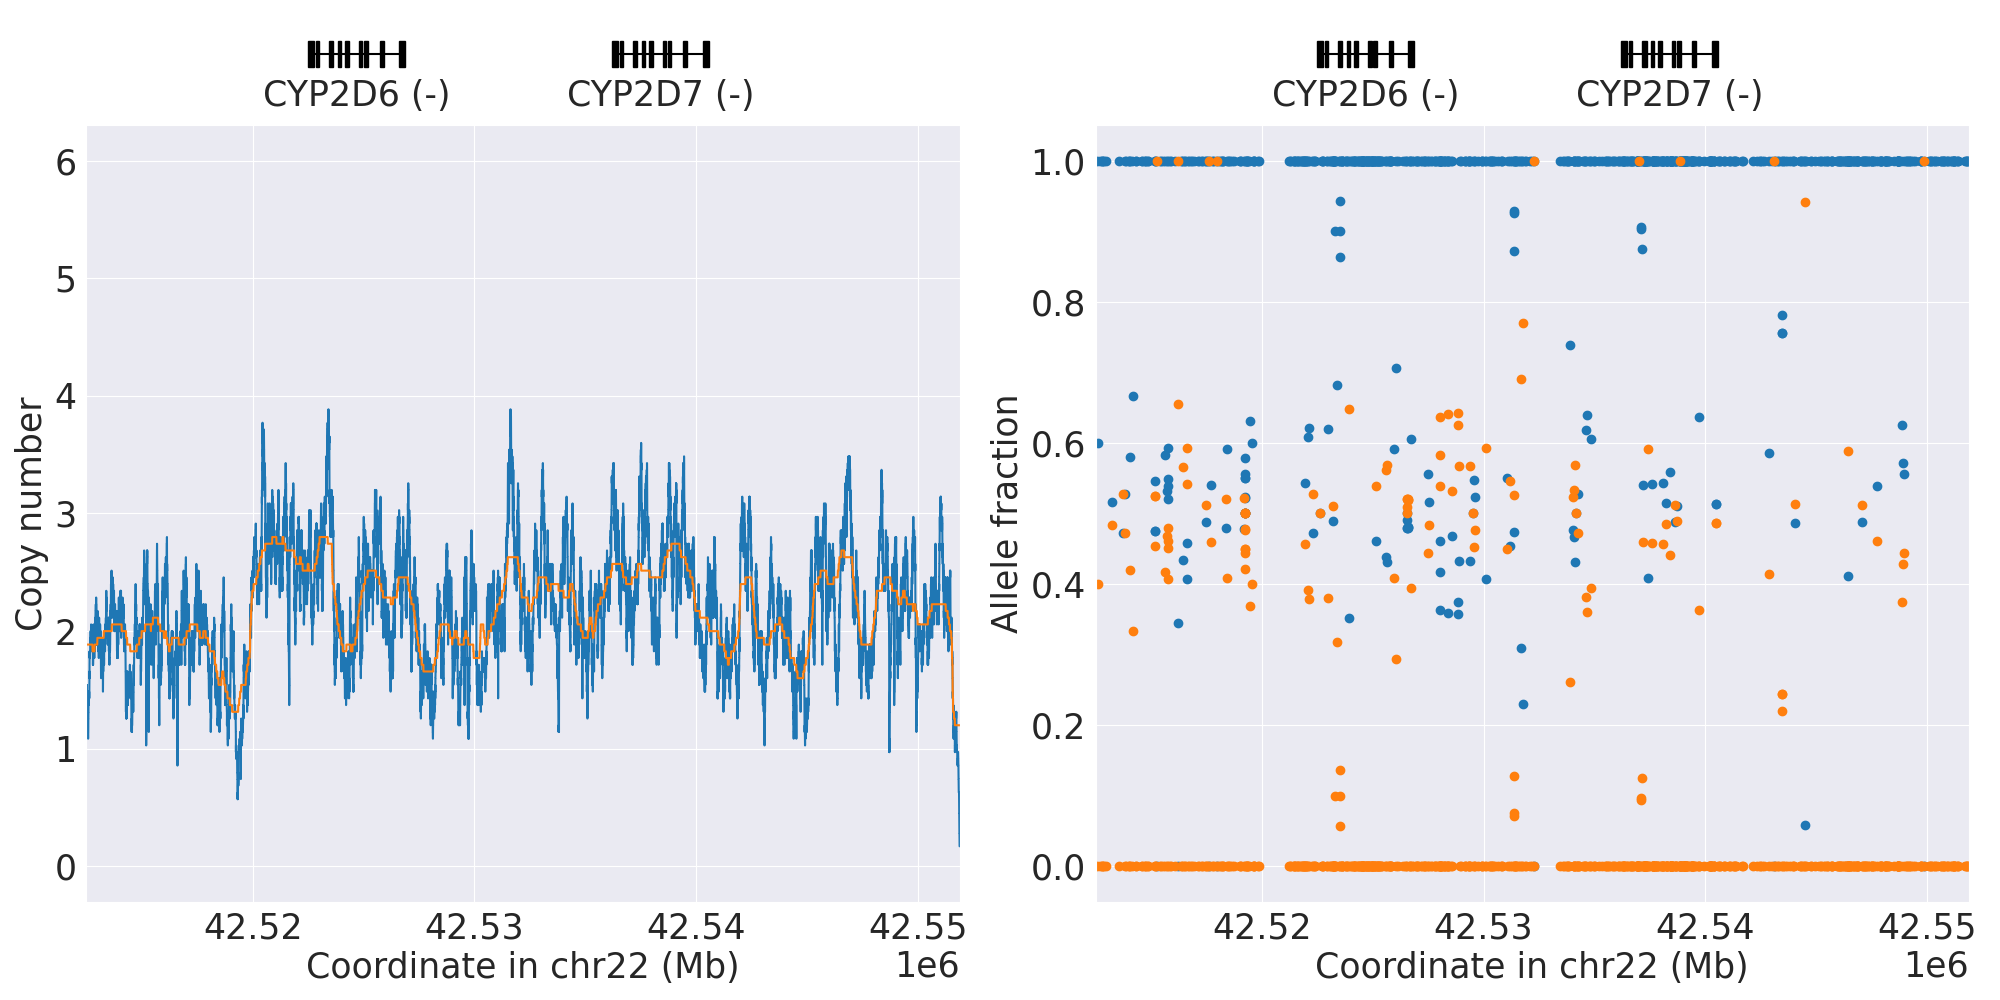 CYP2D6 (-) CYP2D7 (-)
CYP2D6 (-) CYP2D7 (-)
Copy number
6
5
4
3
2
1
0
42.52 42.53 42.54 42.55
Coordinate in chr22 (Mb) 1e6
Allele fraction
1.0
0.8
0.6
0.4
0.2
0.0
42.52 42.53 42.54 42.55
Coordinate in chr22 (Mb) 1e6